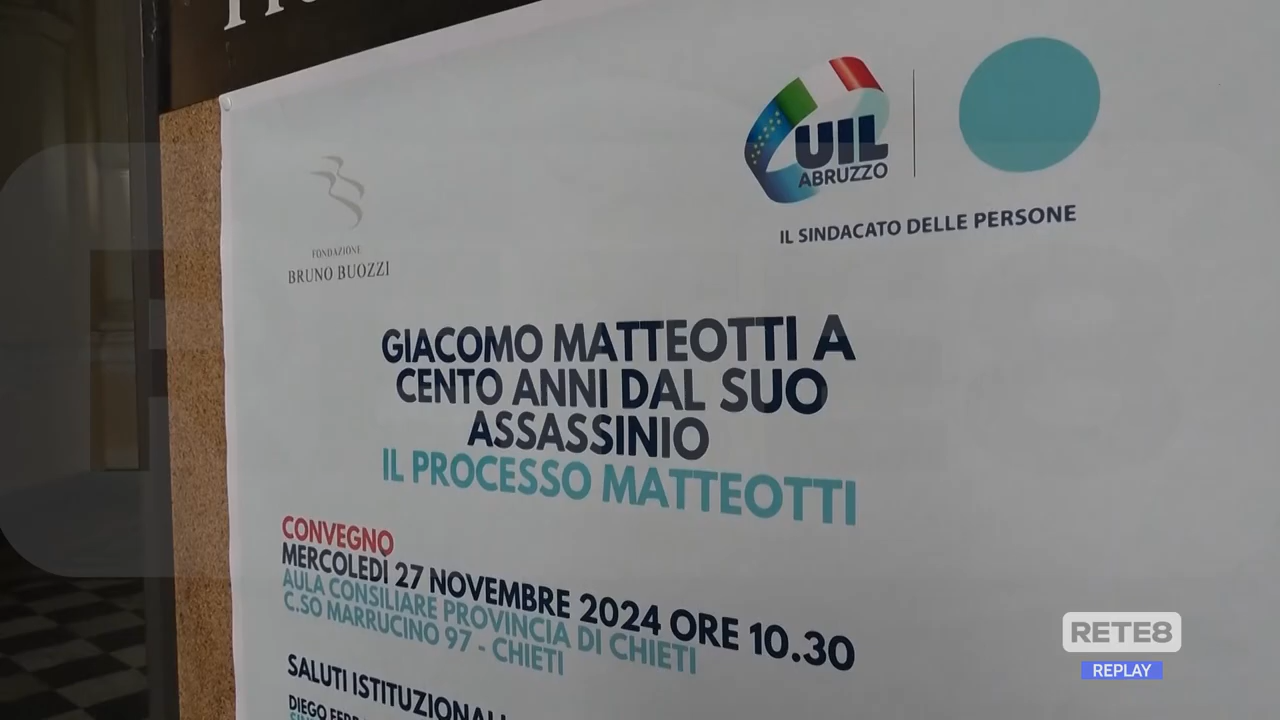 UIL
ABRUZZO
IL SINDACATO DELLE PERSONE
FONDAZIONE
BRUNO BUOZZI
GIACOMO MATTEOTTI A
CENTO ANNI DAL SUO
ASSASSINIO
IL PROCESSO MATTEOTTI
CONVEGNO
MERCOLEDÌ 27 NOVEMBRE 2024 ORE 10.30
AULA CONSILIARE PROVINCIA DI CHIETI
C.SO MARRUCINO 97 - CHIETI
SALUTI ISTITUZIONALI
DIEGO
RETE8
REPLAY